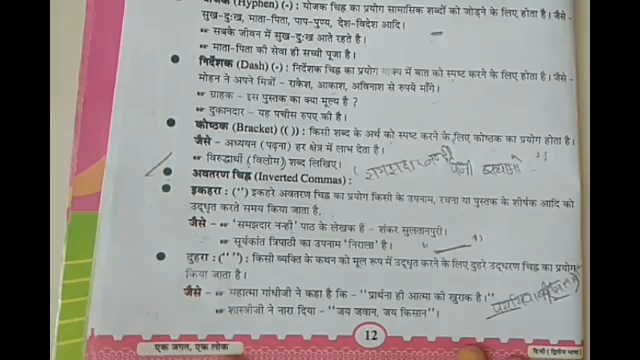 योजक चिह्न (Hyphen) (-) : योजक चिह्न का प्रयोग सामासिक शब्दों को जोड़ने के लिए होता है। जैसे -
सुख-दुःख, माता-पिता, पाप-पुण्य, देश-विदेश आदि।
☞ सबके जीवन में सुख-दुःख आते रहते है।
☞ माता-पिता की सेवा ही सच्ची पूजा है।
● निर्देशक (Dash) (-) : निर्देशक चिह्न का प्रयोग वाक्य में बात को स्पष्ट करने के लिए होता है। जैसे -
मोहन ने अपने मित्रों - राकेश, आकाश, अविनाश से रुपये माँगे।
☞ ग्राहक - इस पुस्तक का क्या मूल्य है ?
☞ दुकानदार - यह पचीस रुपए की है।
● कोष्ठक (Bracket) (( )) : किसी शब्द के अर्थ को स्पष्ट करने के लिए कोष्ठक का प्रयोग होता है।
जैसे - अध्ययन (पढ़ना) हर क्षेत्र में लाभ देता है।
☞ विरुद्धार्थी (विलोम) शब्द लिखिए।
● अवतरण चिह्न (Inverted Commas) :
● इकहरा : ('') इकहरे अवतरण चिह्न का प्रयोग किसी के उपनाम, रचना या पुस्तक के शीर्षक आदि को
उद्धृत करते समय किया जाता है,
जैसे - ☞ 'समझदार नन्ही' पाठ के लेखक हैं - शंकर सुलतानपुरी।
☞ सूर्यकांत त्रिपाठी का उपनाम 'निराला' है।
● दुहरा : (" ") : किसी व्यक्ति के कथन को मूल रूप में उद्धृत करने के लिए दुहरे उद्धरण चिह्न का प्रयोग
किया जाता है।
जैसे - ☞ महात्मा गांधीजी ने कहा है कि - "प्रार्थना ही आत्मा की खुराक है।"
☞ शास्त्रीजी ने नारा दिया - "जय जवान, जय किसान"।
एक जगत, एक लोक
12
हिन्दी (द्वितीय भाषा)